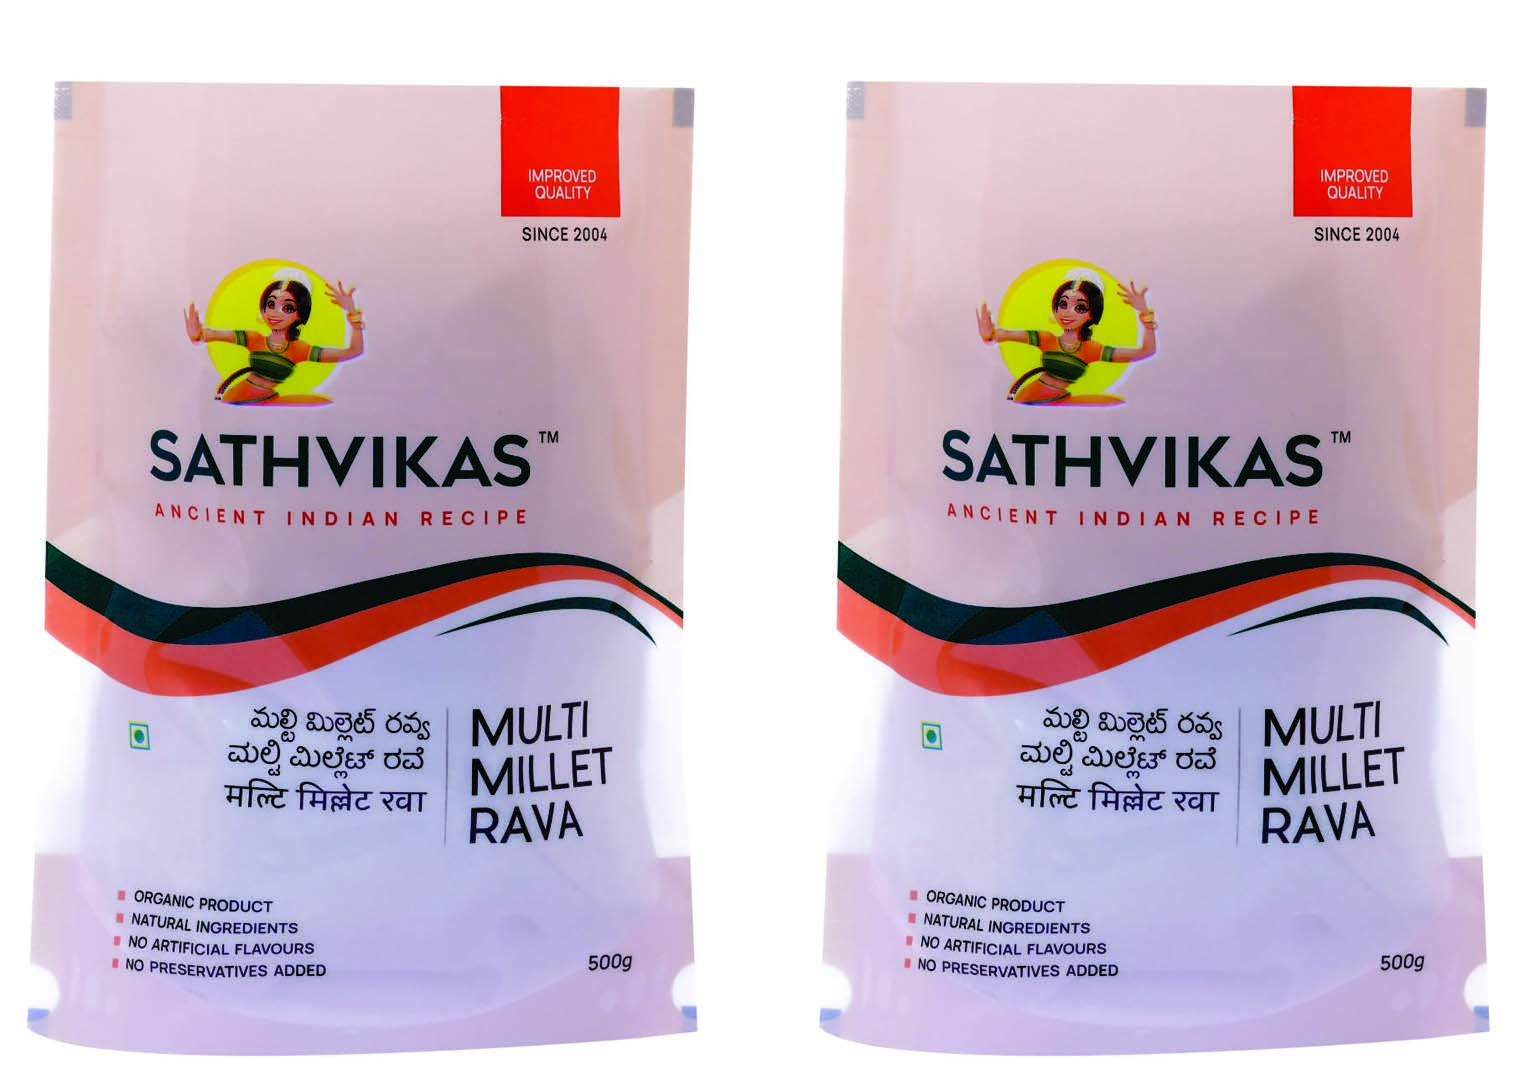 IMPROVED
QUALITY
SINCE 2004
SATHVIKAS™
ANCIENT INDIAN RECIPE
మల్టి మిల్లెట్ రవ్వ
ಮಲ್ಟಿ ಮಿಲ್ಲೆಟ್ ರವೆ
मल्टि मिल्लेट रवा
MULTI
MILLET
RAVA
ORGANIC PRODUCT
NATURAL INGREDIENTS
NO ARTIFICIAL FLAVOURS
NO PRESERVATIVES ADDED
500g
IMPROVED
QUALITY
SINCE 2004
SATHVIKAS™
ANCIENT INDIAN RECIPE
మల్టి మిల్లెట్ రవ్వ
ಮಲ್ಟಿ ಮಿಲ್ಲೆಟ್ ರವೆ
मल्टि मिल्लेट रवा
MULTI
MILLET
RAVA
ORGANIC PRODUCT
NATURAL INGREDIENTS
NO ARTIFICIAL FLAVOURS
NO PRESERVATIVES ADDED
500g